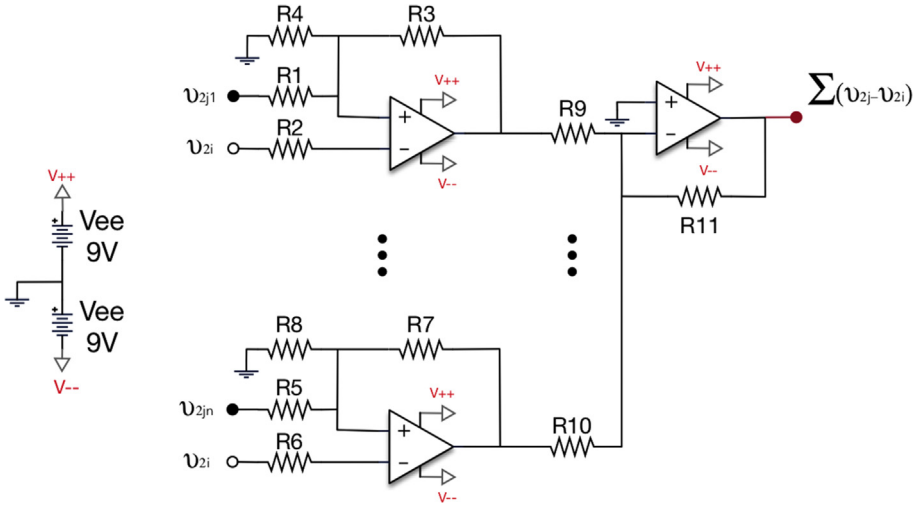 R4
R3
R1
υ2j1
R2
υ2i
+
−
V++
V--
R9
+
−
V++
V--
∑(υ2j−υ2i)
R11
V++
+
Vee
9V
+
Vee
9V
V--
R8
R7
R5
υ2jn
R6
υ2i
+
−
V++
V--
R10